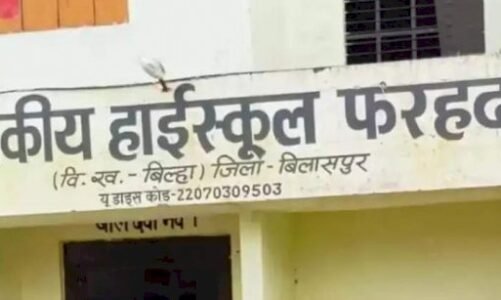 कीय हाईस्कूल फरहद
(वि.ख.- बिल्हा) जिला- बिलासपुर
यू डाइस कोड-22070309503